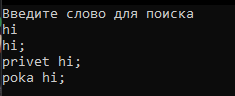 Введите слово для поиска
hi
hi;
privet hi;
poka hi;